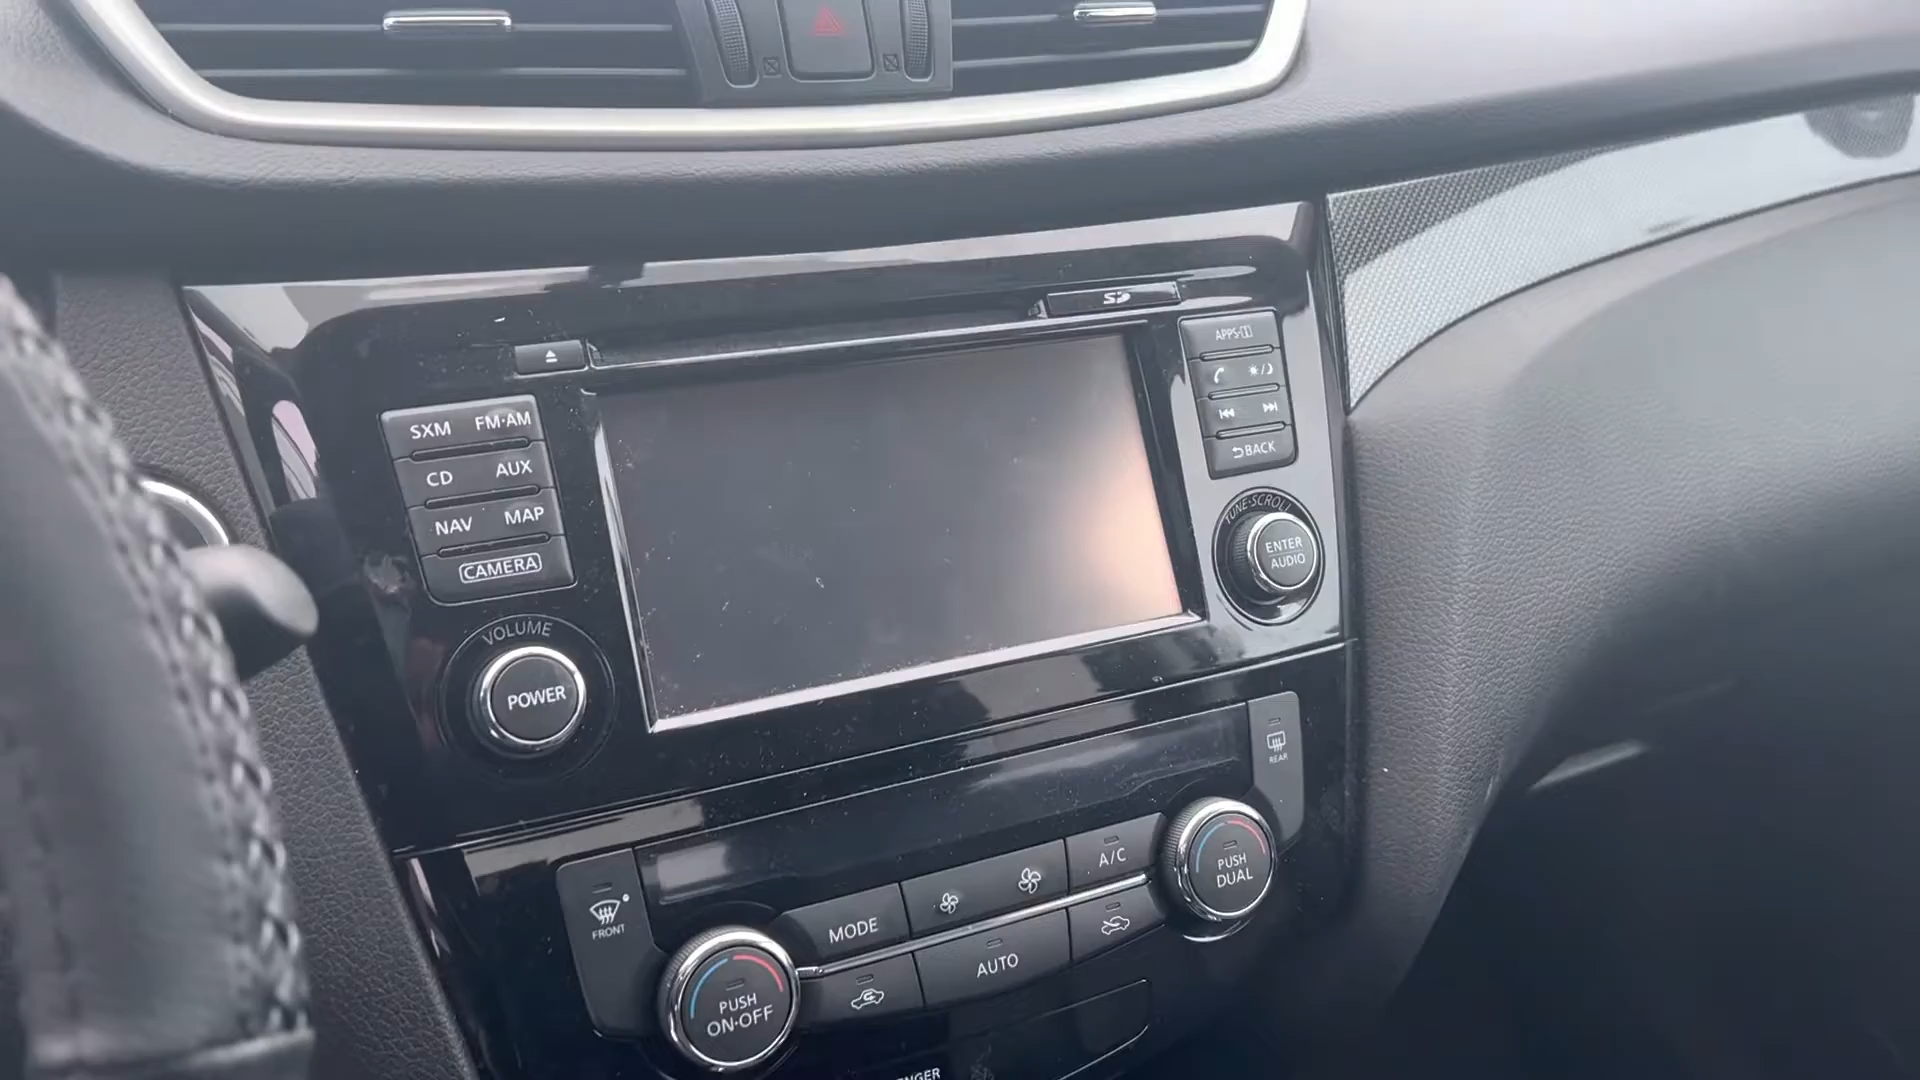 SD
APPS•i
SXM FM•AM
CD AUX
NAV MAP
CAMERA
BACK
TUNE•SCROLL
ENTER
AUDIO
VOLUME
POWER
REAR
A/C
PUSH
DUAL
FRONT
MODE
AUTO
PUSH
ON•OFF